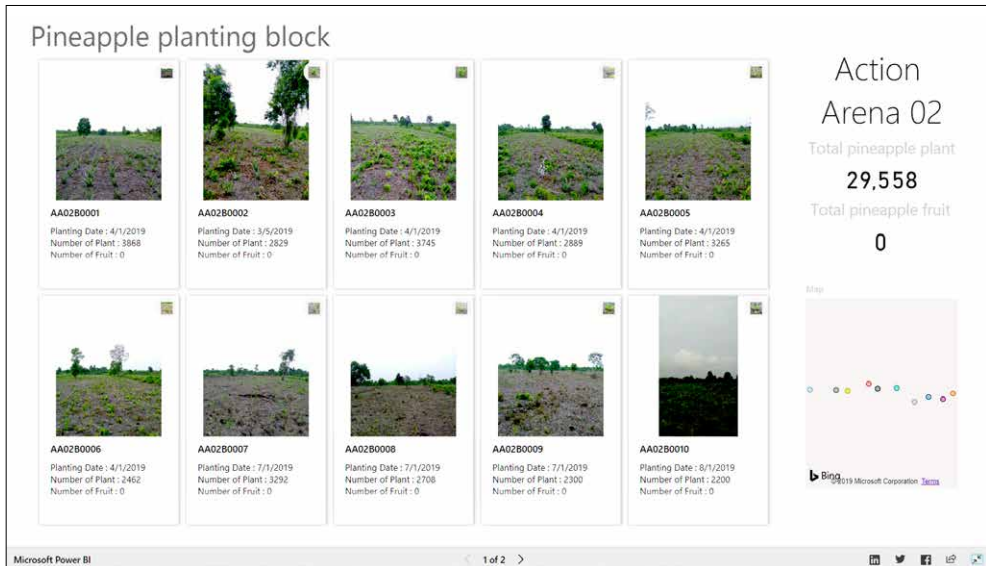 Pineapple planting block
AA02B0001
Planting Date : 4/1/2019
Number of Plant : 3868
Number of Fruit : 0
AA02B0002
Planting Date : 3/5/2019
Number of Plant : 2829
Number of Fruit : 0
AA02B0003
Planting Date : 4/1/2019
Number of Plant : 3745
Number of Fruit : 0
AA02B0004
Planting Date : 4/1/2019
Number of Plant : 2889
Number of Fruit : 0
AA02B0005
Planting Date : 4/1/2019
Number of Plant : 3265
Number of Fruit : 0
AA02B0006
Planting Date : 4/1/2019
Number of Plant : 2462
Number of Fruit : 0
AA02B0007
Planting Date : 7/1/2019
Number of Plant : 3292
Number of Fruit : 0
AA02B0008
Planting Date : 7/1/2019
Number of Plant : 2708
Number of Fruit : 0
AA02B0009
Planting Date : 7/1/2019
Number of Plant : 2300
Number of Fruit : 0
AA02B0010
Planting Date : 8/1/2019
Number of Plant : 2200
Number of Fruit : 0
Action
Arena 02
Total pineapple plant
29,558
Total pineapple fruit
0
Map
Bing
©2019 Microsoft Corporation Terms
Microsoft Power BI
1 of 2